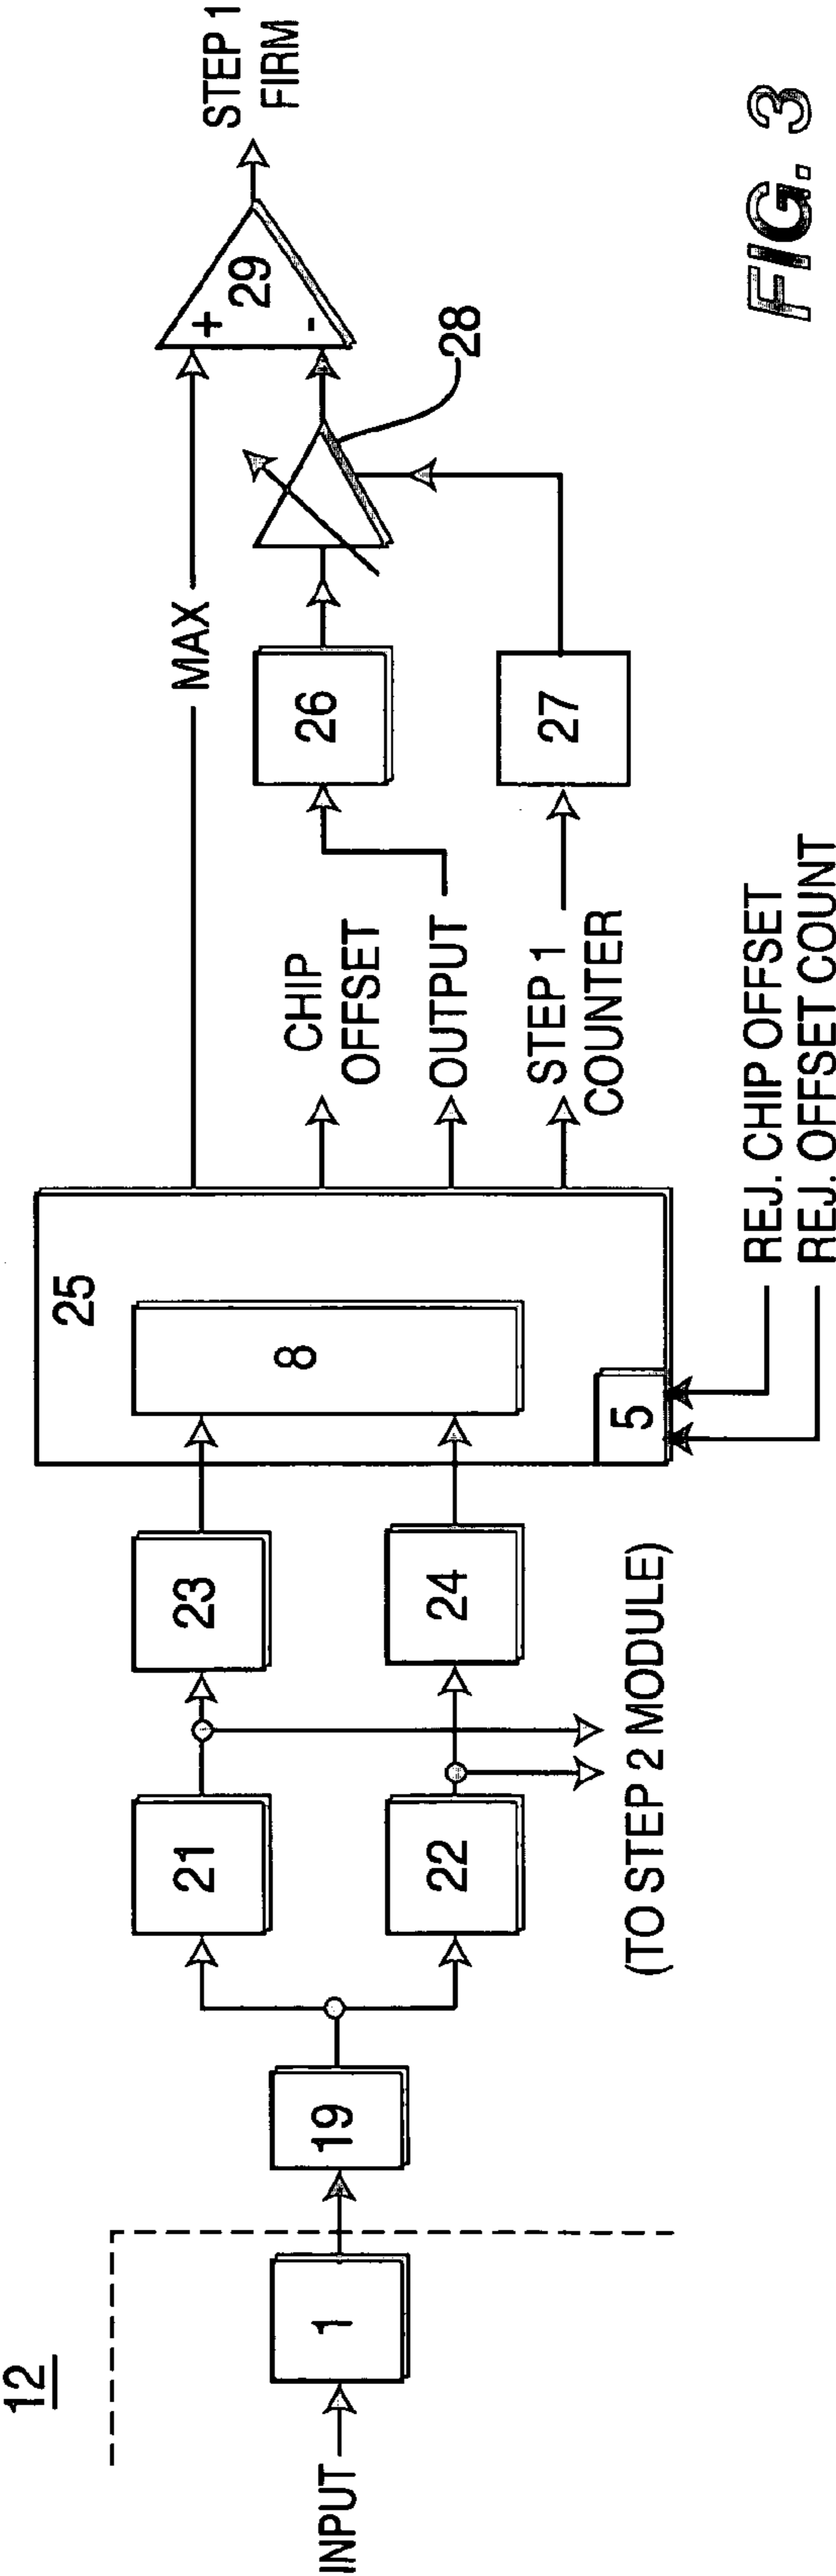 12
INPUT
1
19
21
22
23
24
(TO STEP 2 MODULE)
25
8
5
REJ. CHIP OFFSET
REJ. OFFSET COUNT
MAX
CHIP
OFFSET
OUTPUT
STEP 1
COUNTER
26
27
28
+
29
-
STEP 1
FIRM
FIG. 3